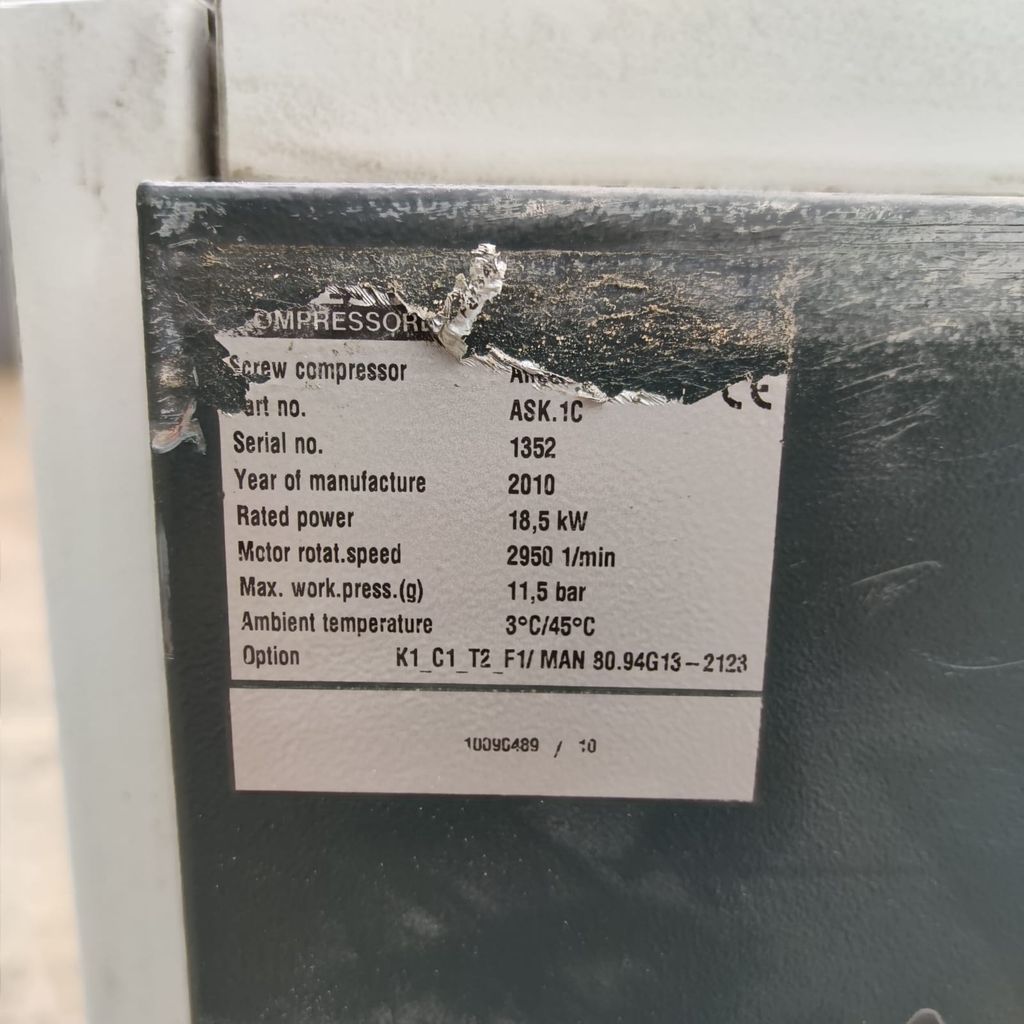 Screw compressor
CE
art no. ASK.1C
Serial no. 1352
Year of manufacture 2010
Rated power 18,5 kW
Motor rotat.speed 2950 1/min
Max. work.press.(g) 11,5 bar
Ambient temperature 3°C/45°C
Option K1_C1_T2_F1/ MAN 80.94G13-2123
/ 10